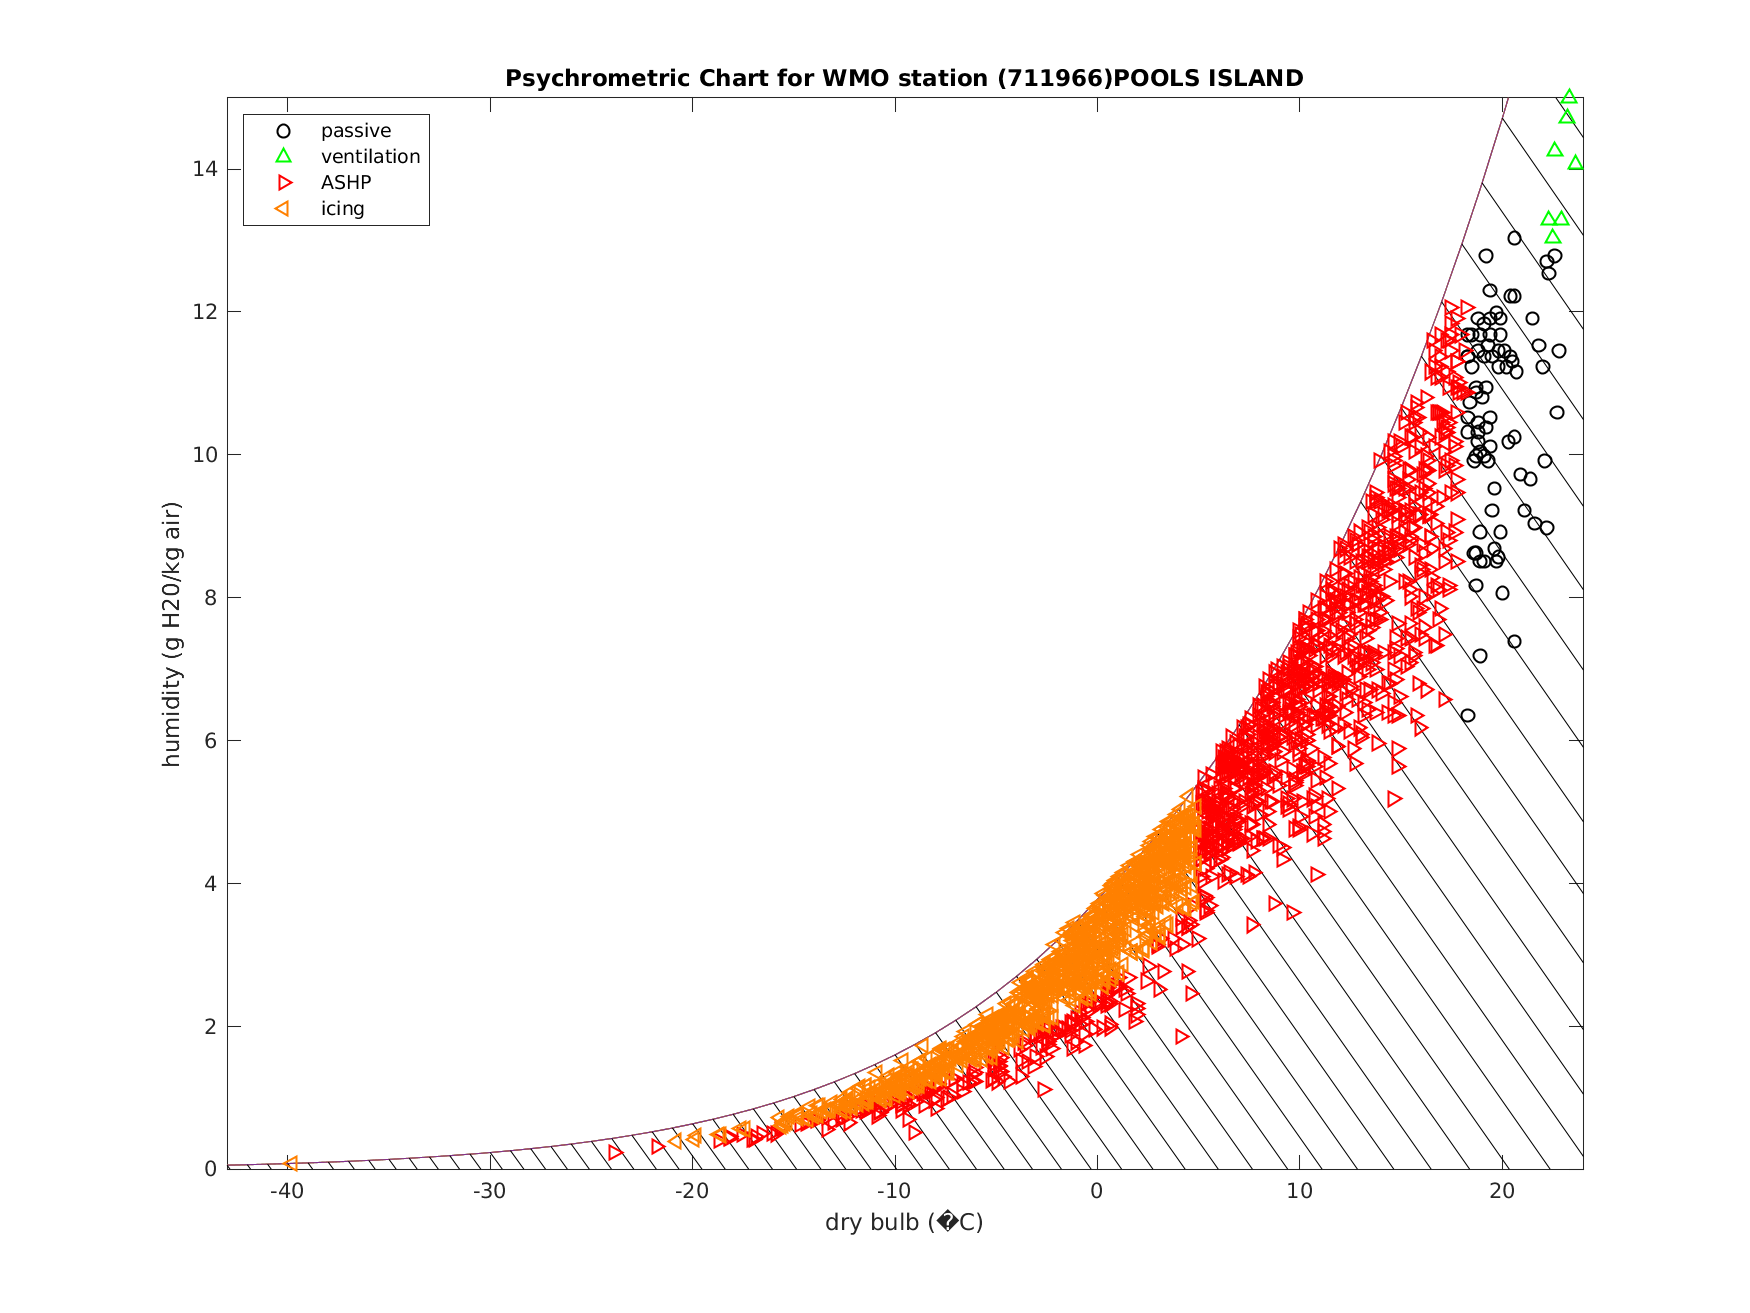 Psychrometric Chart for WMO station (711966)POOLS ISLAND
passive
ventilation
ASHP
icing
14
12
10
8
6
4
2
0
humidity (g H20/kg air)
-40 -30 -20 -10 0 10 20
dry bulb (�C)